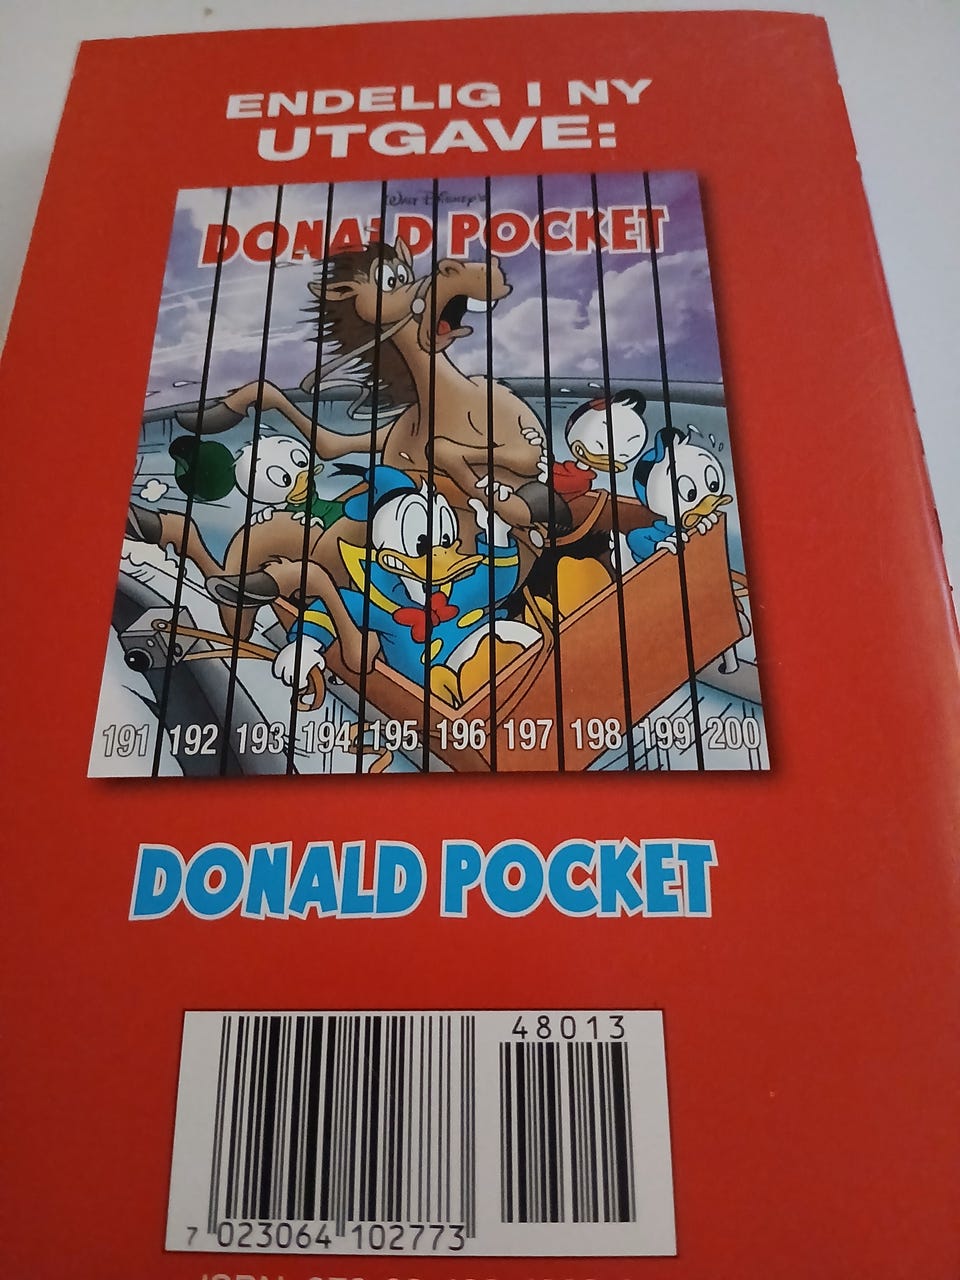 ENDELIG I NY
UTGAVE:
WALT DISNEY'S
DONALD POCKET
191 192 193 194 195 196 197 198 199 200
DONALD POCKET
48013
7 023064 102773
ISBN